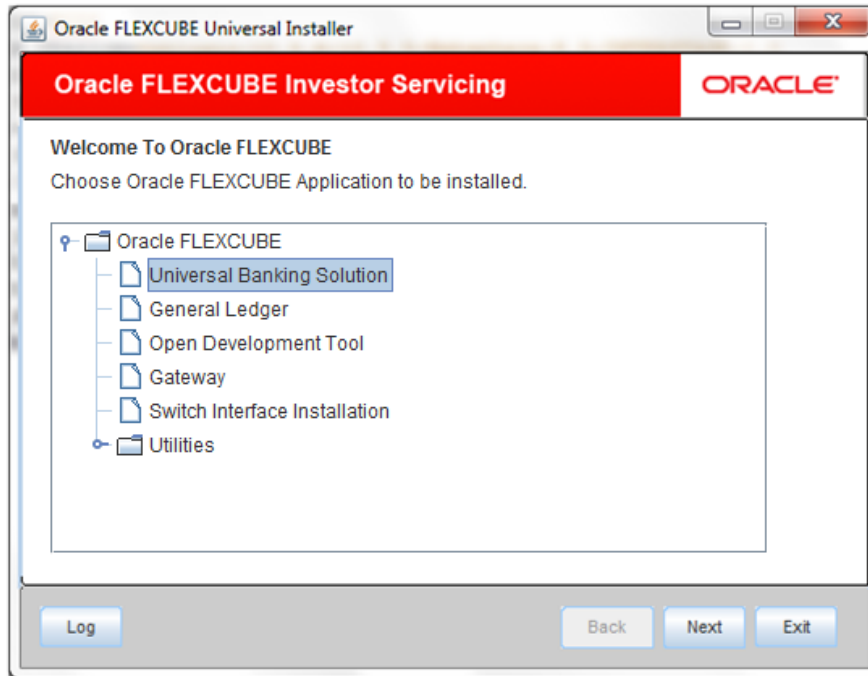 Oracle FLEXCUBE Universal Installer
Oracle FLEXCUBE Investor Servicing
ORACLE
Welcome To Oracle FLEXCUBE
Choose Oracle FLEXCUBE Application to be installed.
Oracle FLEXCUBE
Universal Banking Solution
General Ledger
Open Development Tool
Gateway
Switch Interface Installation
Utilities
Log
Back
Next
Exit